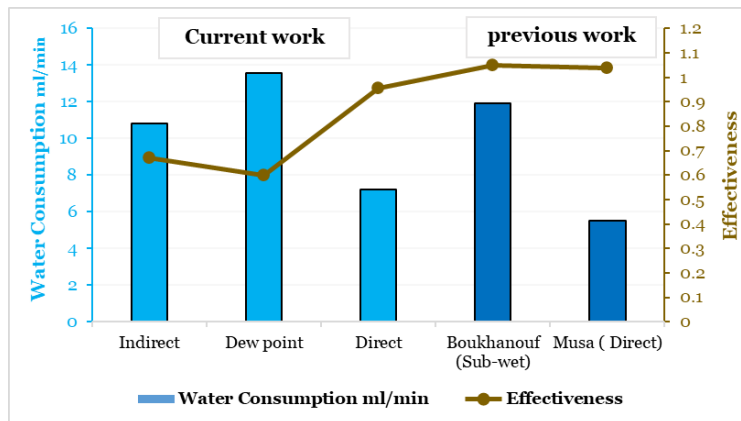 Current work
previous work
Water Consumption ml/min
16
14
12
10
8
6
4
2
0
1.2
1.1
1
0.9
0.8
0.7
0.6
0.5
0.4
0.3
0.2
0.1
0
Effectiveness
Indirect
Dew point
Direct
Boukhanouf
(Sub-wet)
Musa ( Direct)
Water Consumption ml/min
Effectiveness